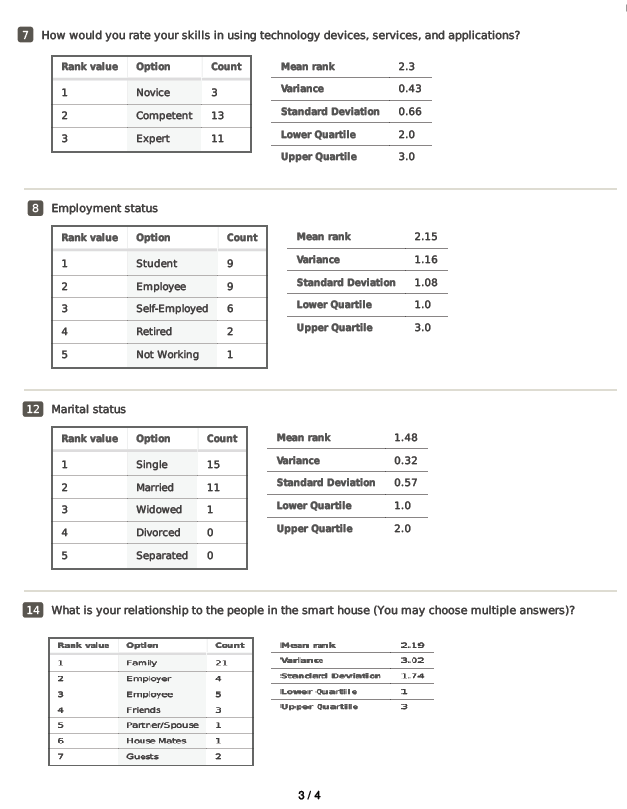 7 How would you rate your skills in using technology devices, services, and applications?
Rank value Option Count
1 Novice 3
2 Competent 13
3 Expert 11
Mean rank 2.3
Variance 0.43
Standard Deviation 0.66
Lower Quartile 2.0
Upper Quartile 3.0
8 Employment status
Rank value Option Count
1 Student 9
2 Employee 9
3 Self-Employed 6
4 Retired 2
5 Not Working 1
Mean rank 2.15
Variance 1.16
Standard Deviation 1.08
Lower Quartile 1.0
Upper Quartile 3.0
12 Marital status
Rank value Option Count
1 Single 15
2 Married 11
3 Widowed 1
4 Divorced 0
5 Separated 0
Mean rank 1.48
Variance 0.32
Standard Deviation 0.57
Lower Quartile 1.0
Upper Quartile 2.0
14 What is your relationship to the people in the smart house (You may choose multiple answers)?
Rank value Option Count
1 Family 21
2 Employer 4
3 Employee 5
4 Friends 3
5 Partner/Spouse 1
6 House Mates 1
7 Guests 2
Mean rank 2.19
Variance 3.02
Standard Deviation 1.74
Lower Quartile 1
Upper Quartile 3
3 / 4